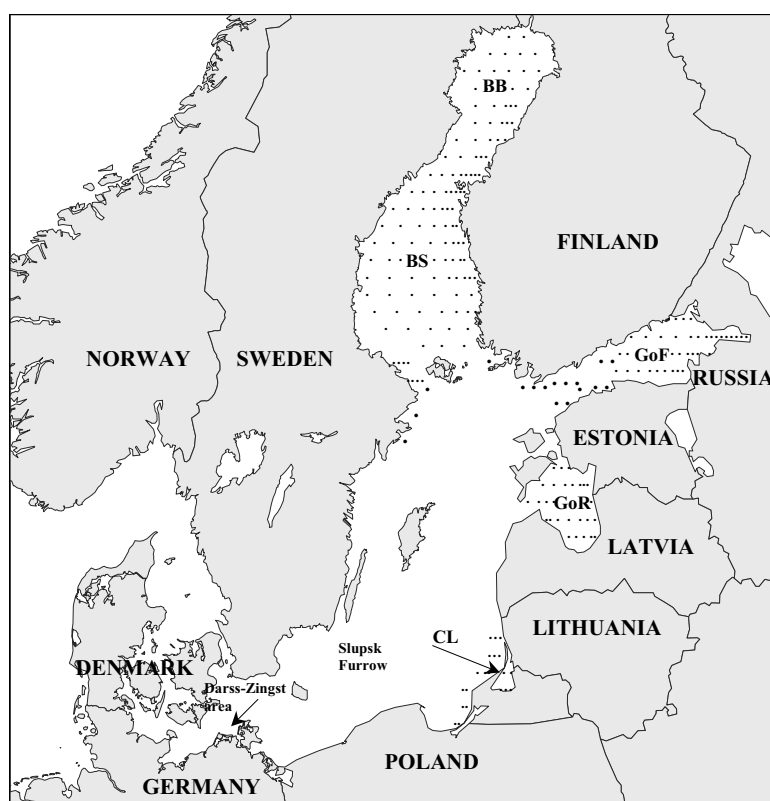 BB
BS
FINLAND
NORWAY
SWEDEN
GoF
RUSSIA
ESTONIA
GoR
LATVIA
CL
LITHUANIA
Slupsk
Furrow
DENMARK
Darss-Zingst
area
POLAND
GERMANY